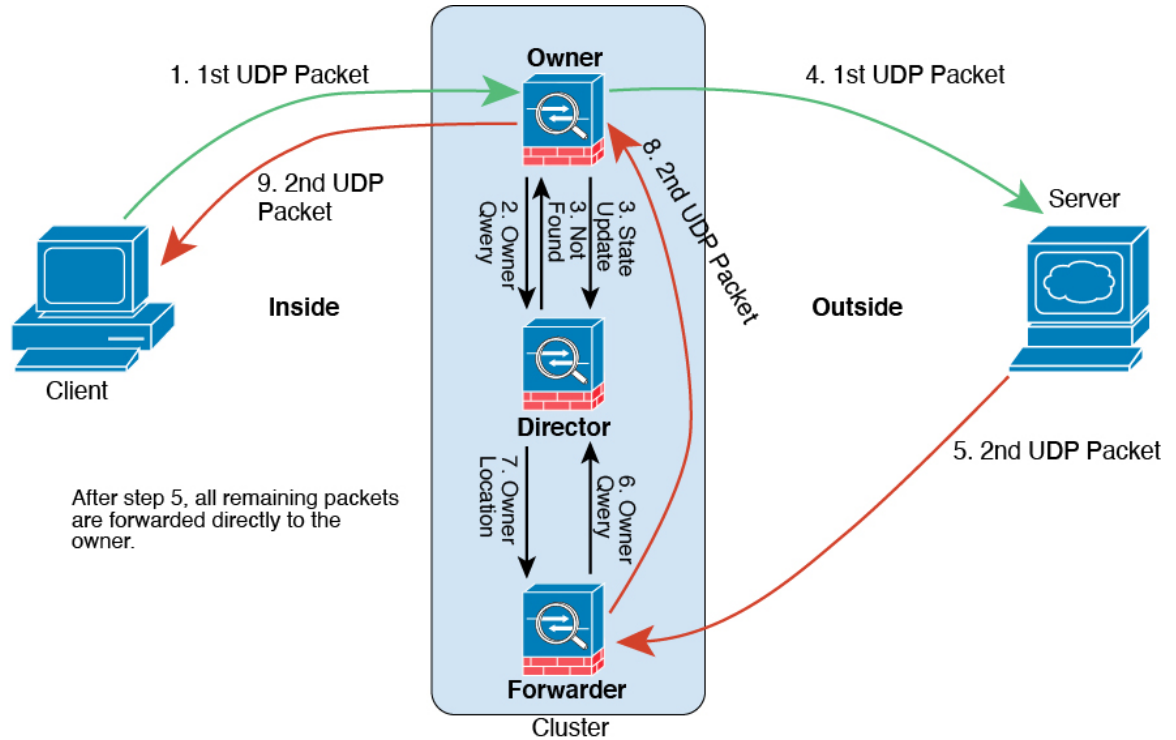 Owner
1. 1st UDP Packet
4. 1st UDP Packet
9. 2nd UDP
Packet
2. Owner
Qwery
3. Not
Found
3. State
Update
8. 2nd UDP Packet
Server
Inside
Outside
Client
Director
5. 2nd UDP Packet
7. Owner
Location
6. Owner
Qwery
After step 5, all remaining packets
are forwarded directly to the
owner.
Forwarder
Cluster